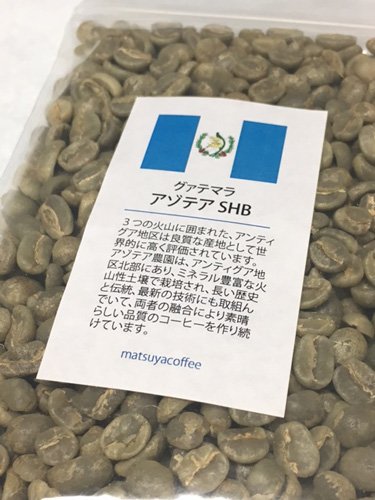 グァテマラ
アゾテア SHB
３つの火山に囲まれた、アンティ
グア地区は良質な産地として世
界的に高く評価されています。
アゾテア農園は、アンティグア地
区北部にあり、ミネラル豊富な火
山性土壌で栽培され、長い歴史
と伝統、最新の技術にも取組ん
でいて、両者の融合により素晴
らしい品質のコーヒーを作り続
けています。
matsuyacoffee